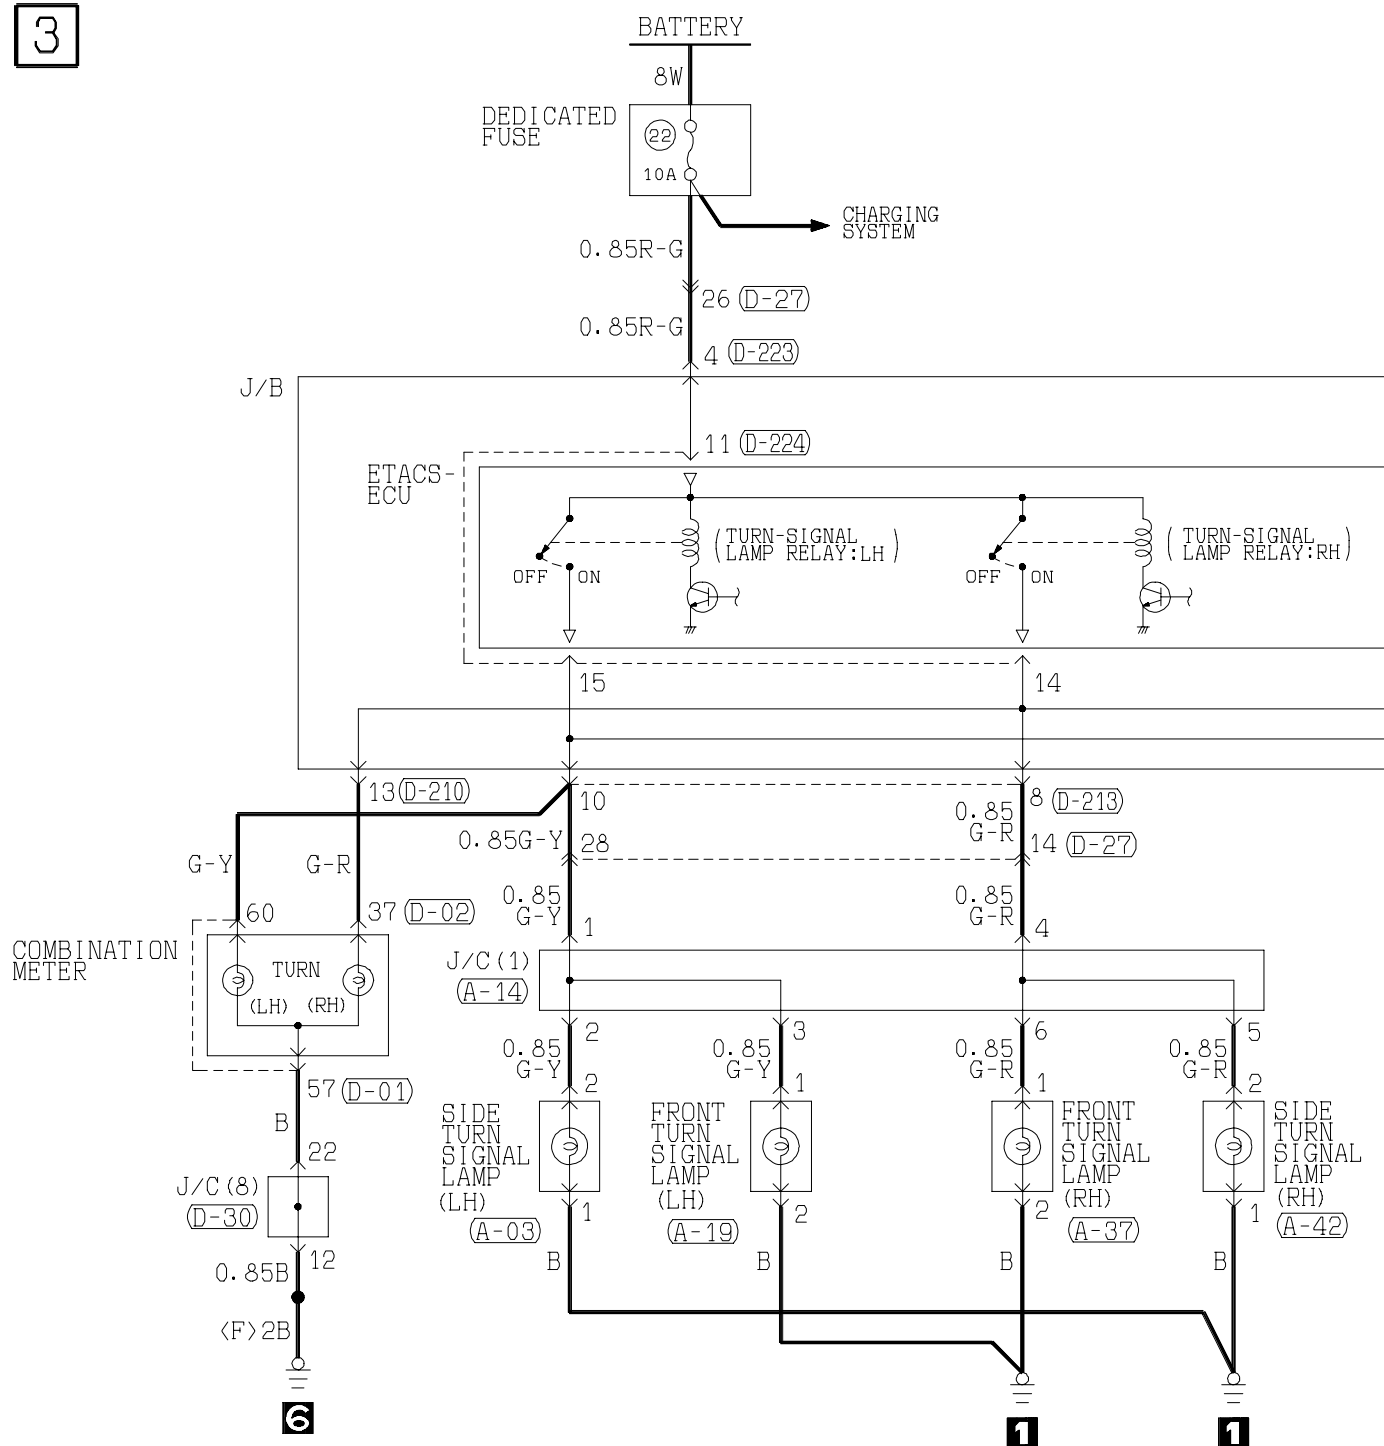 3
BATTERY
8W
DEDICATED
FUSE
22
10A
CHARGING
SYSTEM
0.85R-G
26 D-27
0.85R-G
4 D-223
J/B
11 D-224
ETACS-
ECU
(TURN-SIGNAL
LAMP RELAY:LH)
(TURN-SIGNAL
LAMP RELAY:RH)
OFF ON
OFF ON
15
14
13 D-210
10
8 D-213
0.85
G-R
0.85G-Y 28
14 D-27
G-Y
G-R
0.85
G-Y
0.85
G-R
60
37 D-02
1
4
COMBINATION
METER
TURN
(LH) (RH)
J/C(1)
A-14
2
3
6
5
0.85
G-Y
0.85
G-Y
0.85
G-R
0.85
G-R
2
1
1
2
57 D-01
B
22
SIDE
TURN
SIGNAL
LAMP
(LH)
FRONT
TURN
SIGNAL
LAMP
(LH)
FRONT
TURN
SIGNAL
LAMP
(RH)
SIDE
TURN
SIGNAL
LAMP
(RH)
J/C(8)
D-30
1
2
2
1
A-03
A-19
A-37
A-42
12
0.85B
B
B
B
B
<F>2B
6
1
1